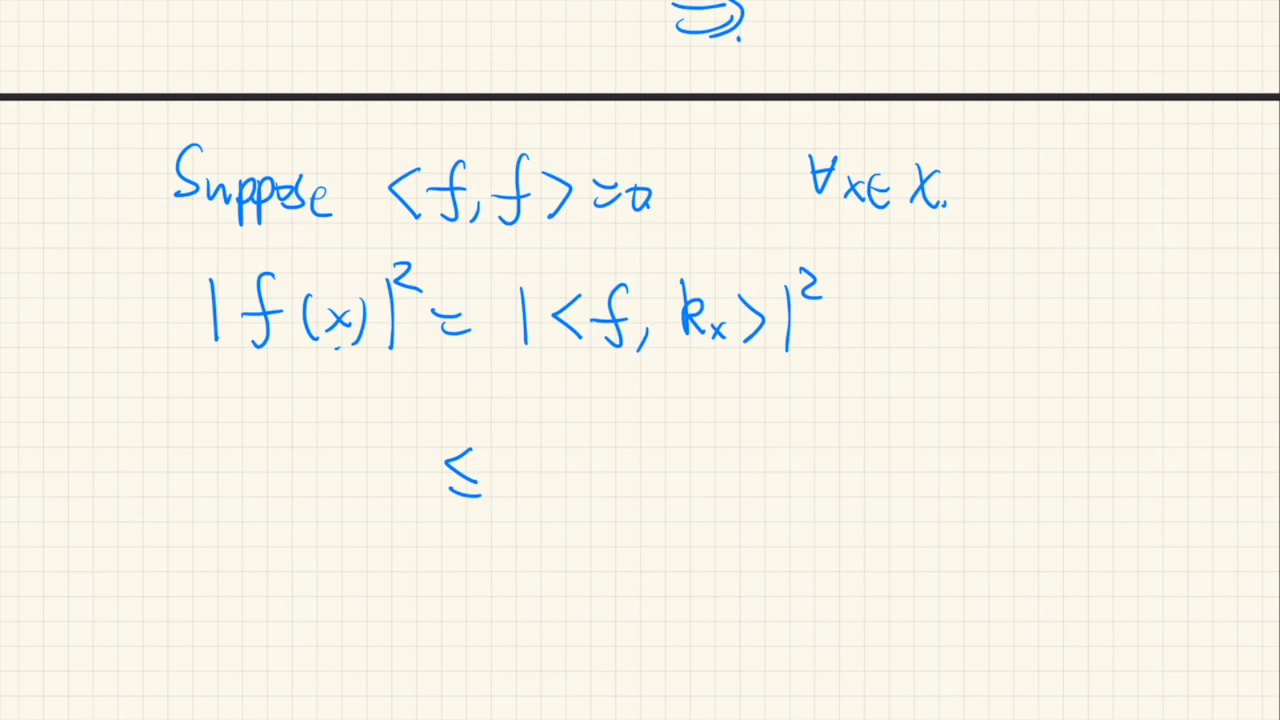 Suppose <f, f> = 0 ∀x∈ X.
|f(x)|² = |<f, kₓ>|²
≤